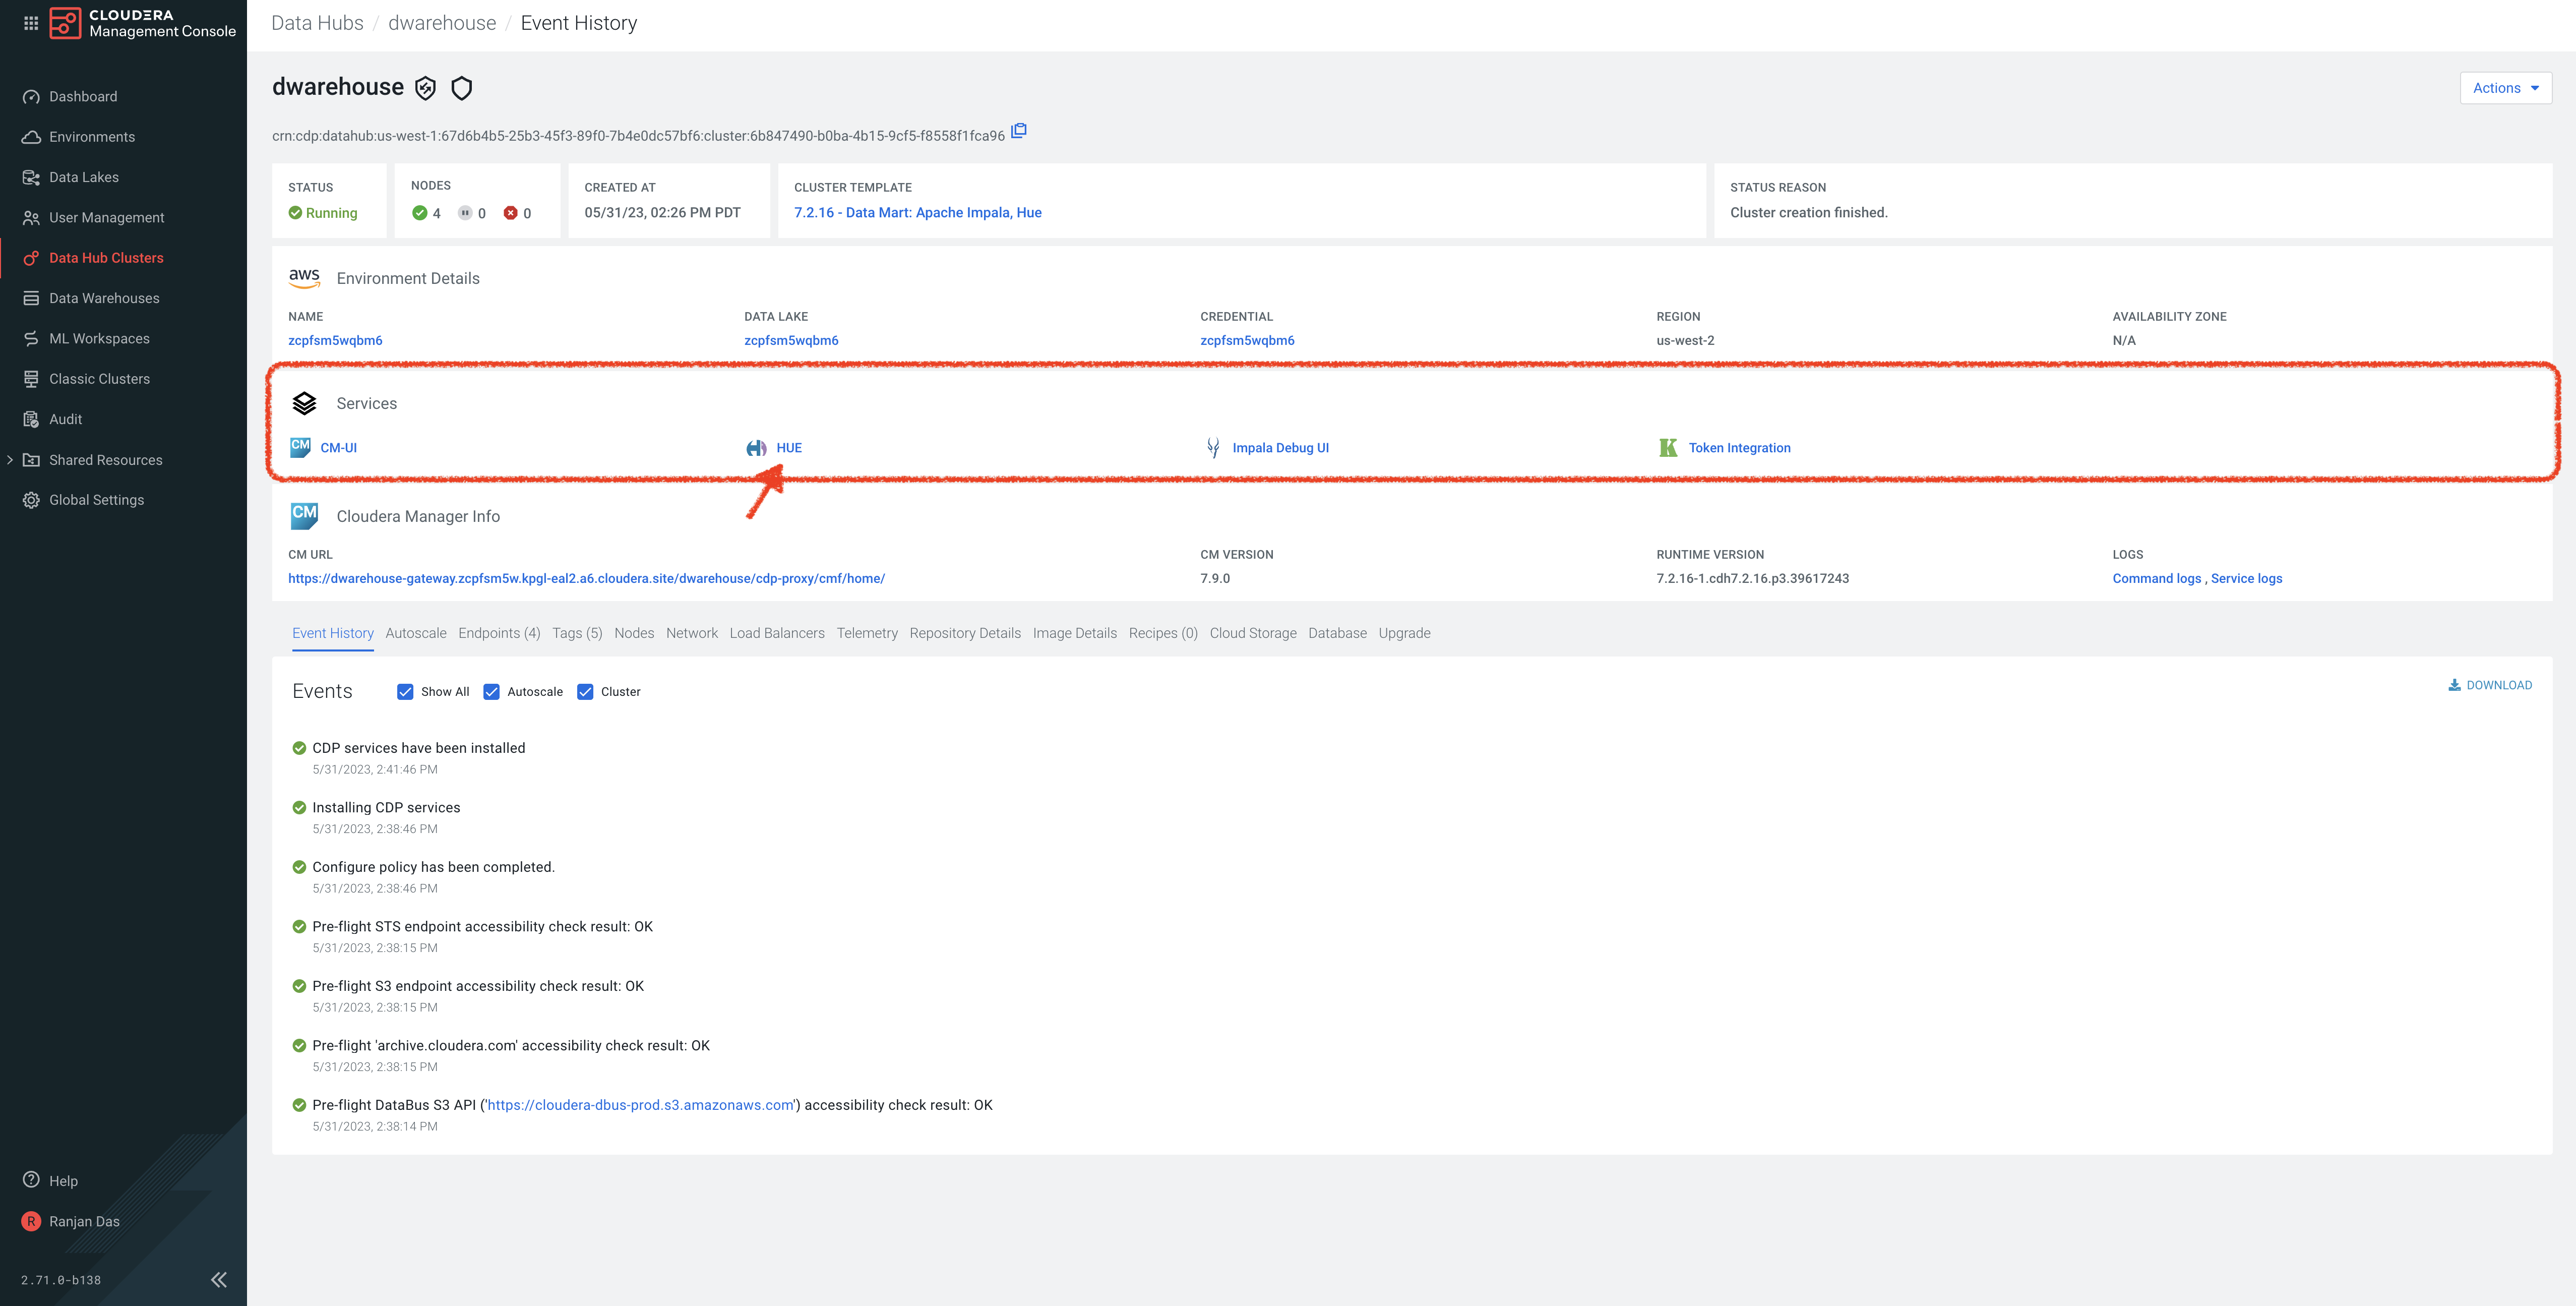 CLOUDERA
Management Console
Dashboard
Environments
Data Lakes
User Management
Data Hub Clusters
Data Warehouses
ML Workspaces
Classic Clusters
Audit
Shared Resources
Global Settings
Help
R Ranjan Das
2.71.0-b138
Data Hubs / dwarehouse / Event History
dwarehouse
Actions
crn:cdp:datahub:us-west-1:67d6b4b5-25b3-45f3-89f0-7b4e0dc57bf6:cluster:6b847490-b0ba-4b15-9cf5-f8558f1fca96
STATUS
Running
NODES
4 0 0
CREATED AT
05/31/23, 02:26 PM PDT
CLUSTER TEMPLATE
7.2.16 - Data Mart: Apache Impala, Hue
STATUS REASON
Cluster creation finished.
aws Environment Details
NAME DATA LAKE CREDENTIAL REGION AVAILABILITY ZONE
zcpfsm5wqbm6 zcpfsm5wqbm6 zcpfsm5wqbm6 us-west-2 N/A
Services
CM CM-UI HUE Impala Debug UI K Token Integration
CM Cloudera Manager Info
CM URL CM VERSION RUNTIME VERSION LOGS
https://dwarehouse-gateway.zcpfsm5w.kpgl-eal2.a6.cloudera.site/dwarehouse/cdp-proxy/cmf/home/ 7.9.0 7.2.16-1.cdh7.2.16.p3.39617243 Command logs , Service logs
Event History Autoscale Endpoints (4) Tags (5) Nodes Network Load Balancers Telemetry Repository Details Image Details Recipes (0) Cloud Storage Database Upgrade
Events Show All Autoscale Cluster DOWNLOAD
CDP services have been installed
5/31/2023, 2:41:46 PM
Installing CDP services
5/31/2023, 2:38:46 PM
Configure policy has been completed.
5/31/2023, 2:38:46 PM
Pre-flight STS endpoint accessibility check result: OK
5/31/2023, 2:38:15 PM
Pre-flight S3 endpoint accessibility check result: OK
5/31/2023, 2:38:15 PM
Pre-flight 'archive.cloudera.com' accessibility check result: OK
5/31/2023, 2:38:15 PM
Pre-flight DataBus S3 API ('https://cloudera-dbus-prod.s3.amazonaws.com') accessibility check result: OK
5/31/2023, 2:38:14 PM